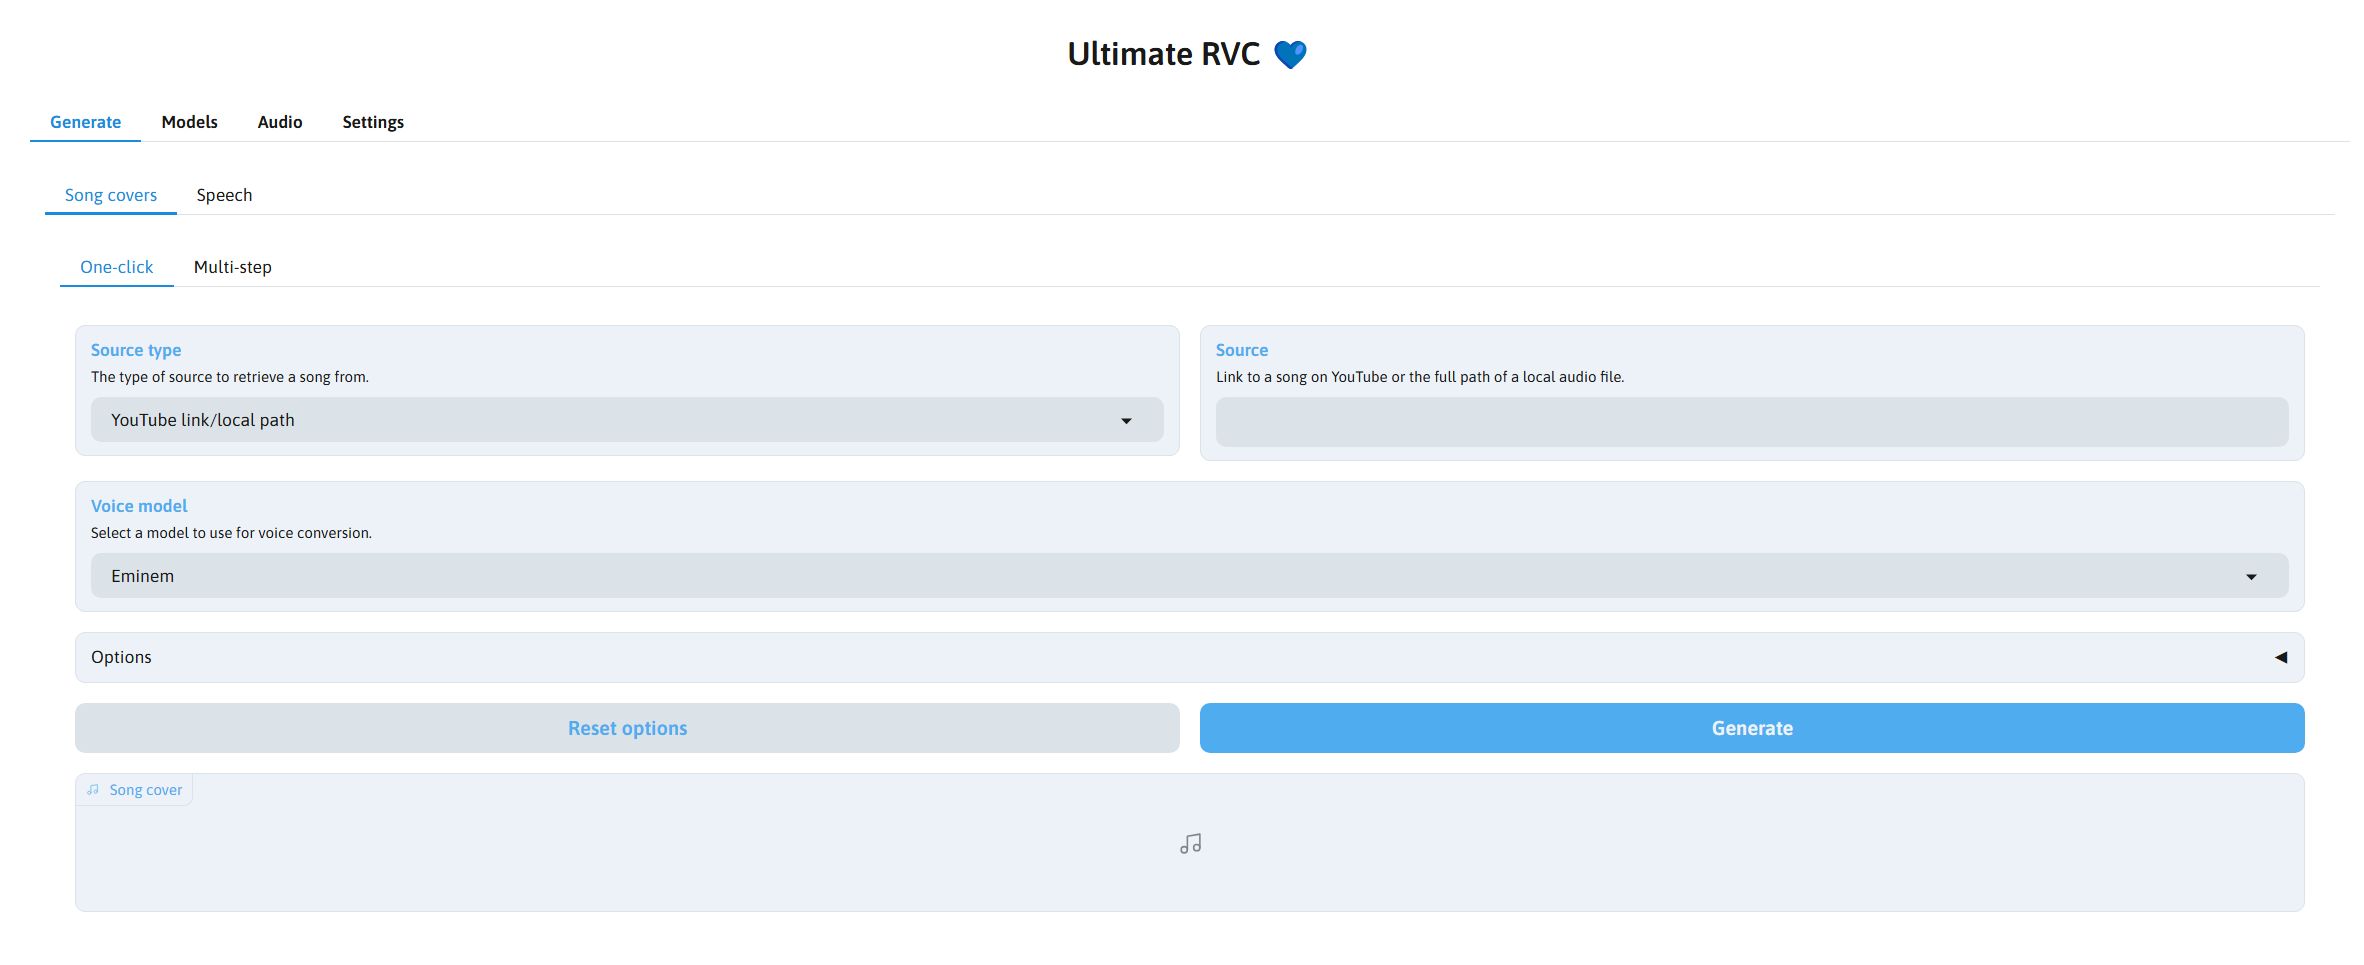 Ultimate RVC 💙
Generate Models Audio Settings
Song covers Speech
One-click Multi-step
Source type
The type of source to retrieve a song from.
YouTube link/local path
Source
Link to a song on YouTube or the full path of a local audio file.
Voice model
Select a model to use for voice conversion.
Eminem
Options
Reset options
Generate
Song cover